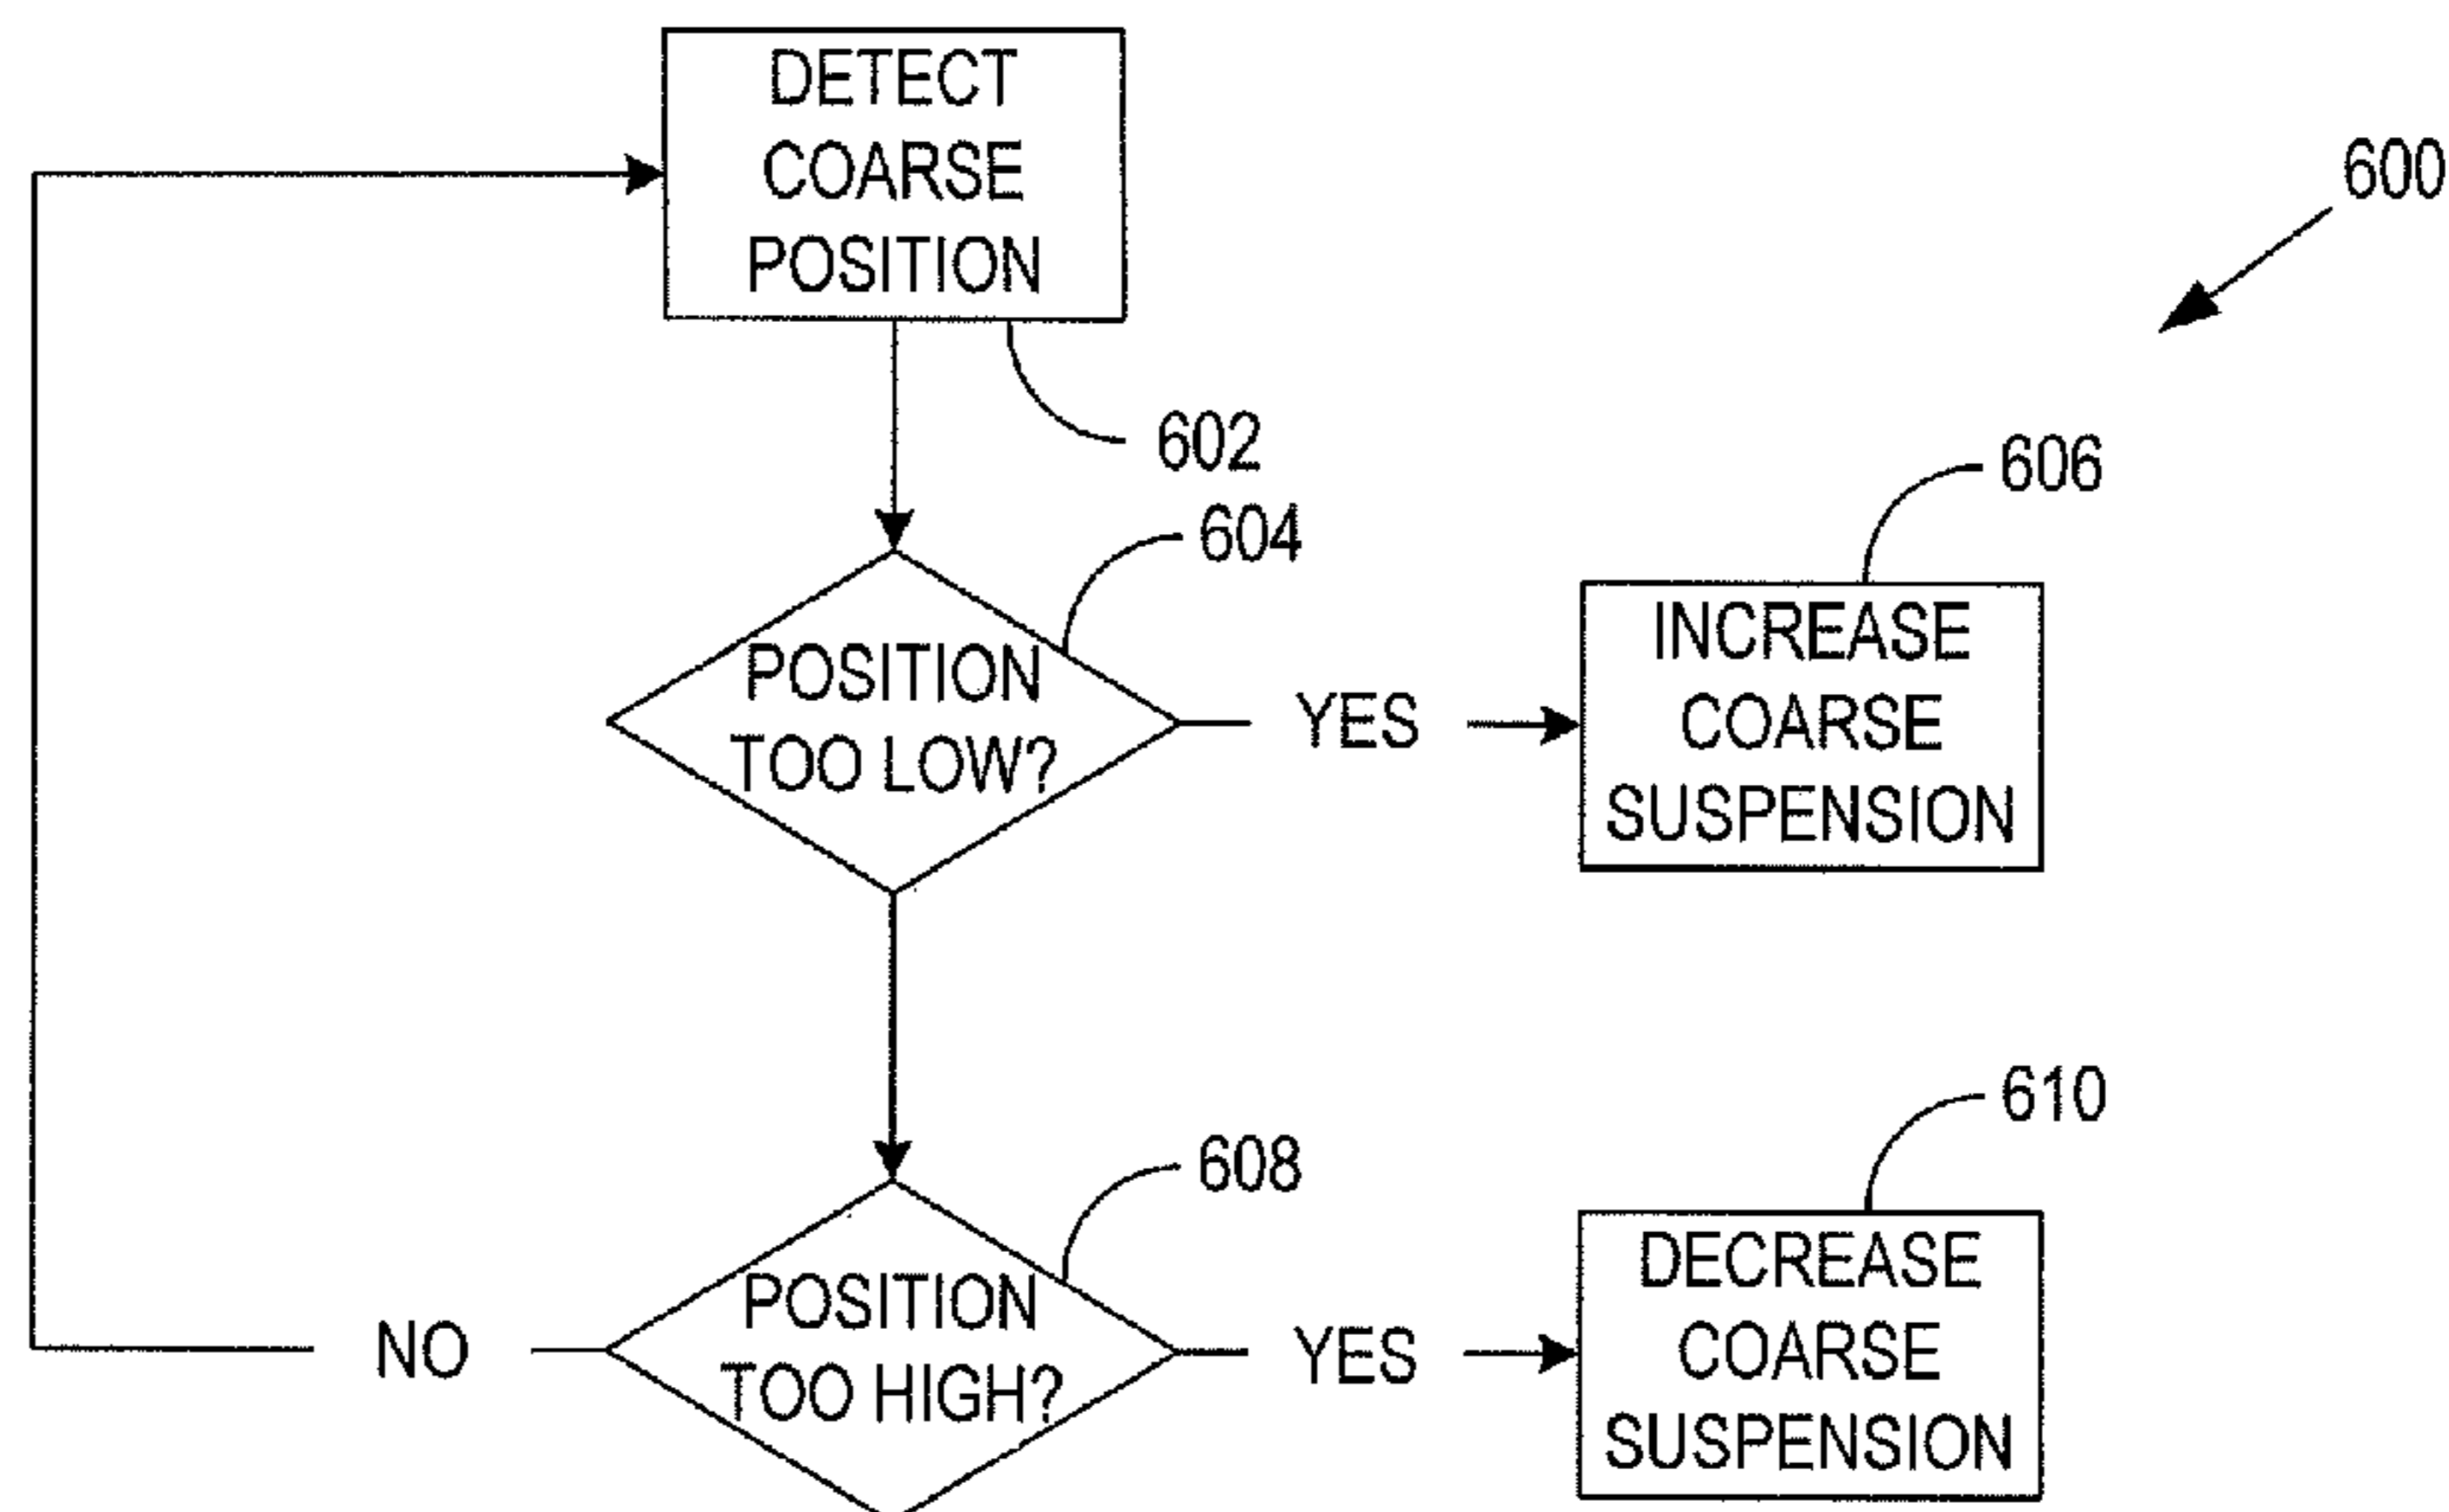 DETECT
COARSE
POSITION
600
602
604
606
POSITION
TOO LOW?
YES
INCREASE
COARSE
SUSPENSION
608
610
POSITION
TOO HIGH?
NO
YES
DECREASE
COARSE
SUSPENSION